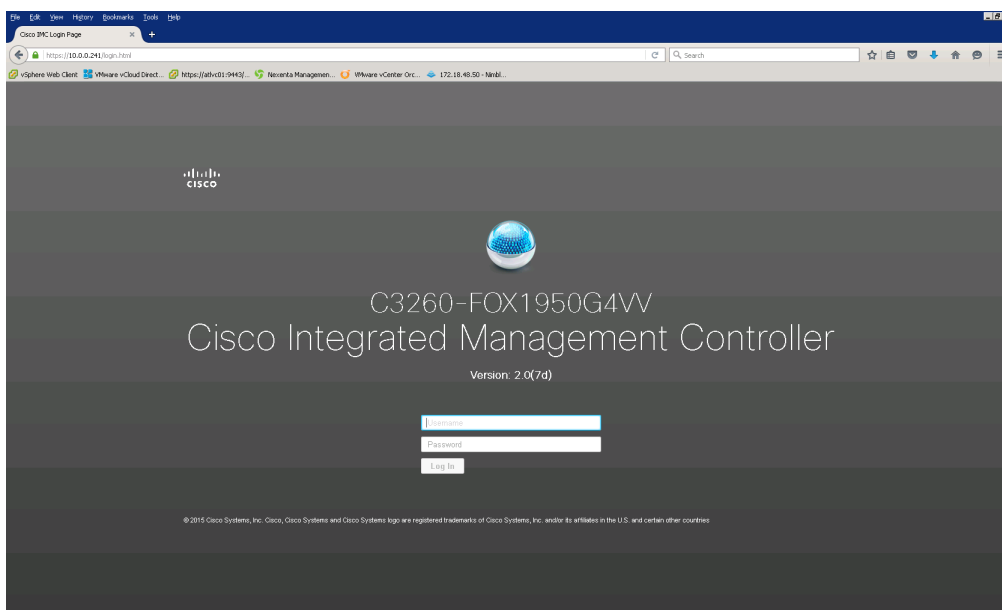 File Edit View History Bookmarks Tools Help
Cisco IMC Login Page × +
https://10.0.0.241/login.html Search
vSphere Web Client VMware vCloud Direct... https://atlvc01:9443/... Nexenta Managemen... VMware vCenter Orc... 172.18.48.50 - Nimbl...
cisco
C3260-FOX1950G4VV
Cisco Integrated Management Controller
Version: 2.0(7d)
Username
Password
Log In
© 2015 Cisco Systems, Inc. Cisco, Cisco Systems and Cisco Systems logo are registered trademarks of Cisco Systems, Inc. and/or its affiliates in the U.S. and certain other countries